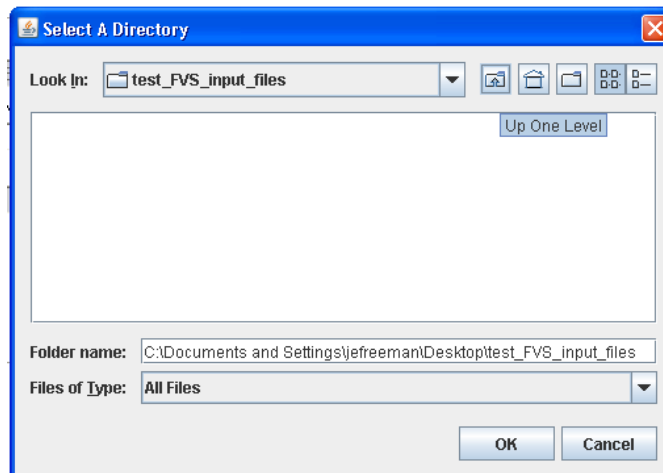 Select A Directory
Look In: test_FVS_input_files
Up One Level
Folder name: C:\Documents and Settings\jefreeman\Desktop\test_FVS_input_files
Files of Type: All Files
OK Cancel